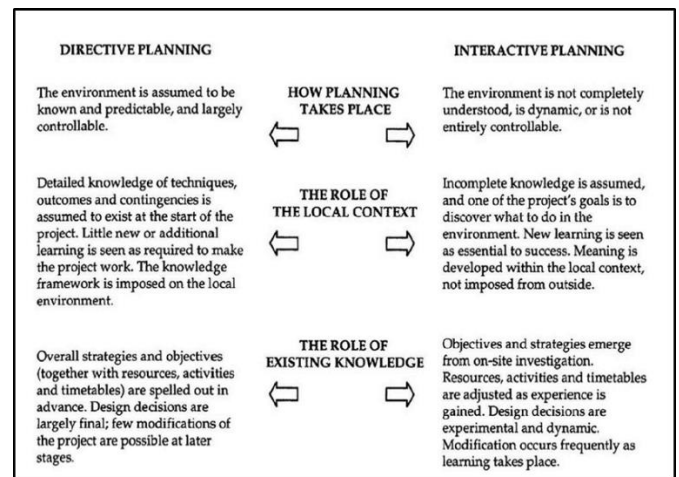 DIRECTIVE PLANNING
INTERACTIVE PLANNING
The environment is assumed to be
known and predictable, and largely
controllable.
HOW PLANNING
TAKES PLACE
The environment is not completely
understood, is dynamic, or is not
entirely controllable.
Detailed knowledge of techniques,
outcomes and contingencies is
assumed to exist at the start of the
project. Little new or additional
learning is seen as required to make
the project work. The knowledge
framework is imposed on the local
environment.
THE ROLE OF
THE LOCAL CONTEXT
Incomplete knowledge is assumed,
and one of the project's goals is to
discover what to do in the
environment. New learning is seen
as essential to success. Meaning is
developed within the local context,
not imposed from outside.
Overall strategies and objectives
(together with resources, activities
and timetables) are spelled out in
advance. Design decisions are
largely final; few modifications of
the project are possible at later
stages.
THE ROLE OF
EXISTING KNOWLEDGE
Objectives and strategies emerge
from on-site investigation.
Resources, activities and timetables
are adjusted as experience is
gained. Design decisions are
experimental and dynamic.
Modification occurs frequently as
learning takes place.